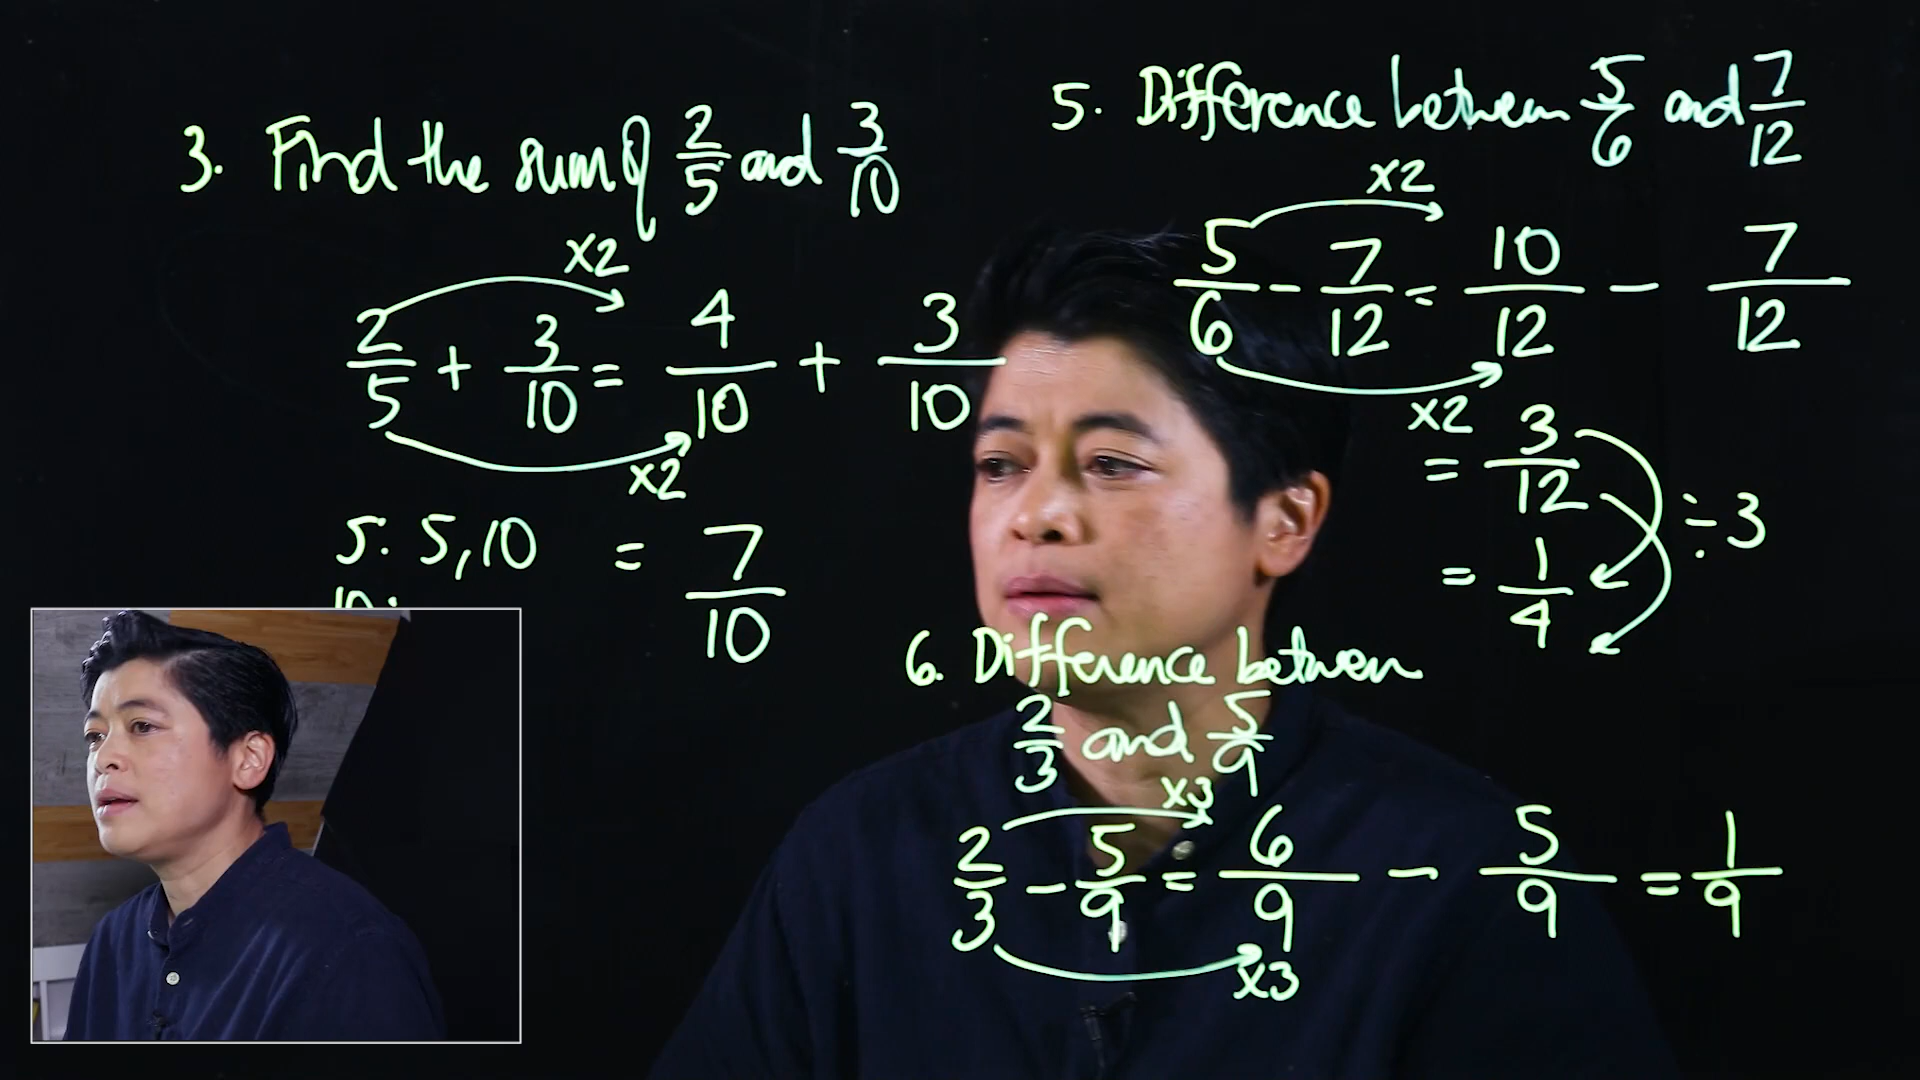 3. Find the sum of 2/5 and 3/10
x2
2/5 + 3/10 = 4/10 + 3/10
x2
5: 5,10
10:
= 7/10
5. Difference between 5/6 and 7/12
x2
5/6 - 7/12 = 10/12 - 7/12
x2
= 3/12
÷3
= 1/4
6. Difference between
2/3 and 5/9
x3
2/3 - 5/9 = 6/9 - 5/9 = 1/9
x3